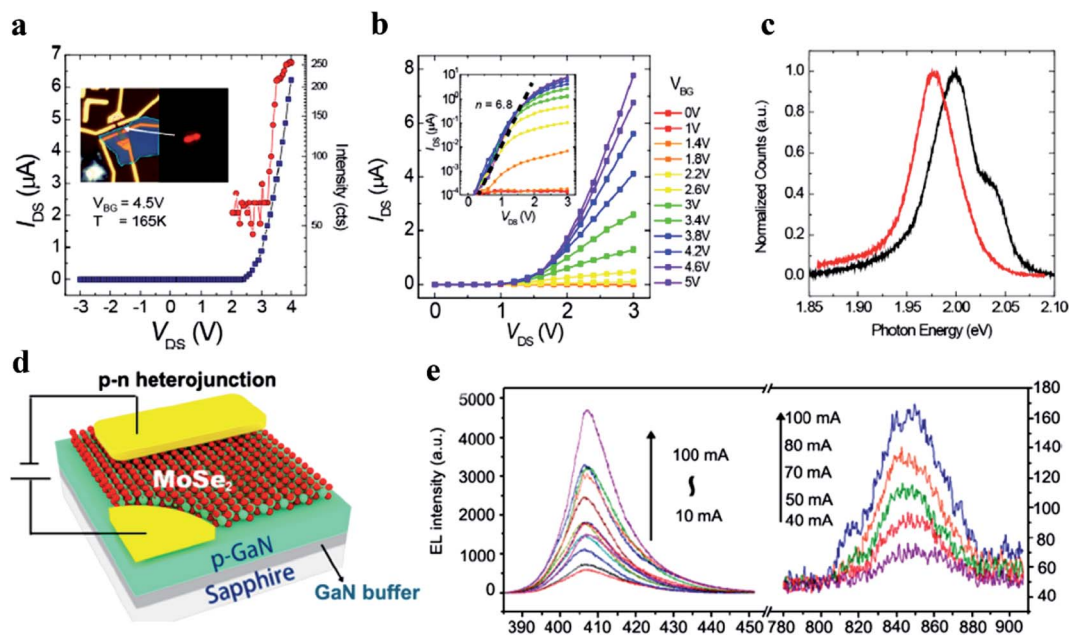 a
7
6
5
4
3
2
1
0
I_DS (µA)
V_BG = 4.5V
T = 165K
-3 -2 -1 0 1 2 3 4
V_DS (V)
250
200
150
100
50
Intensity (cts)
b
8
6
4
2
0
I_DS (µA)
10^1
10^0
10^-1
10^-2
10^-3
10^-4
I_DS (µA)
n = 6.8
0 1 2 3
V_DS (V)
0 1 2 3
V_DS (V)
V_BG
0V
1V
1.4V
1.8V
2.2V
2.6V
3V
3.4V
3.8V
4.2V
4.6V
5V
c
1.0
0.8
0.6
0.4
0.2
0.0
Normalized Counts (a.u.)
1.85 1.90 1.95 2.00 2.05 2.10
Photon Energy (eV)
d
p-n heterojunction
MoSe₂
p-GaN
Sapphire
GaN buffer
e
5000
4000
3000
2000
1000
0
EL intensity (a.u.)
100 mA
10 mA
390 400 410 420 430 440 450
100 mA
80 mA
70 mA
50 mA
40 mA
780 800 820 840 860 880 900
180
160
140
120
100
80
60
40